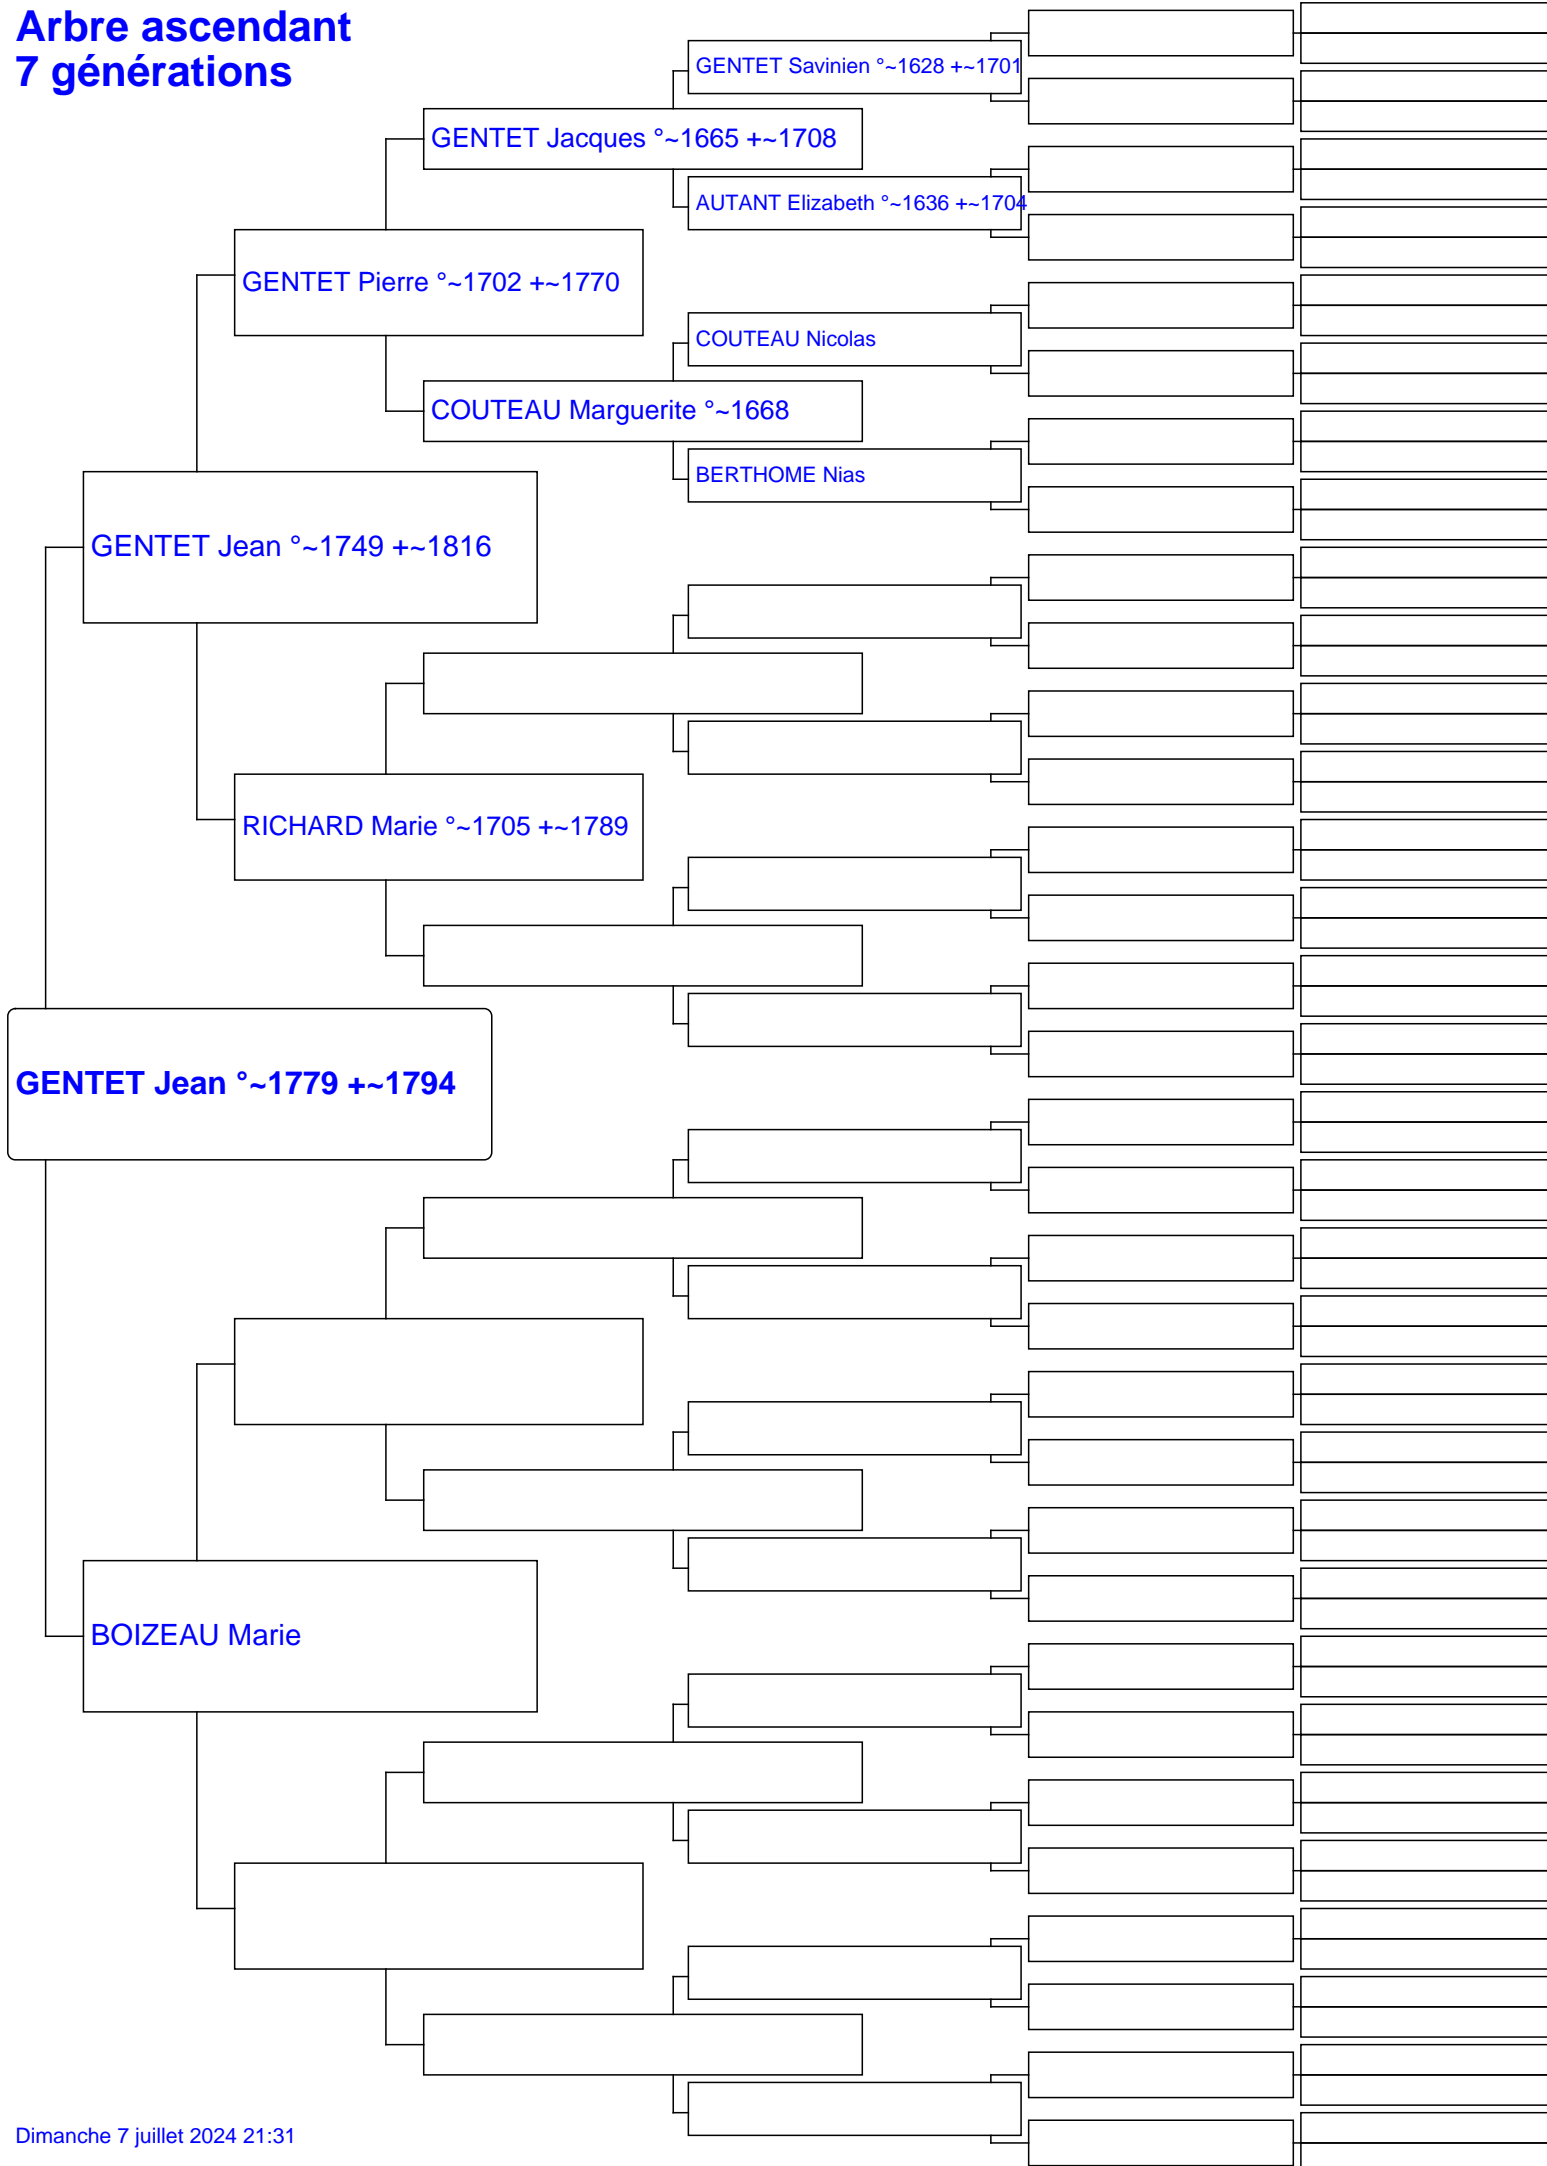 Arbre ascendant
7 générations
GENTET Savinien °~1628 +~1701
GENTET Jacques °~1665 +~1708
AUTANT Elizabeth °~1636 +~1704
GENTET Pierre °~1702 +~1770
COUTEAU Nicolas
COUTEAU Marguerite °~1668
BERTHOME Nias
GENTET Jean °~1749 +~1816
RICHARD Marie °~1705 +~1789
GENTET Jean °~1779 +~1794
BOIZEAU Marie
Dimanche 7 juillet 2024 21:31